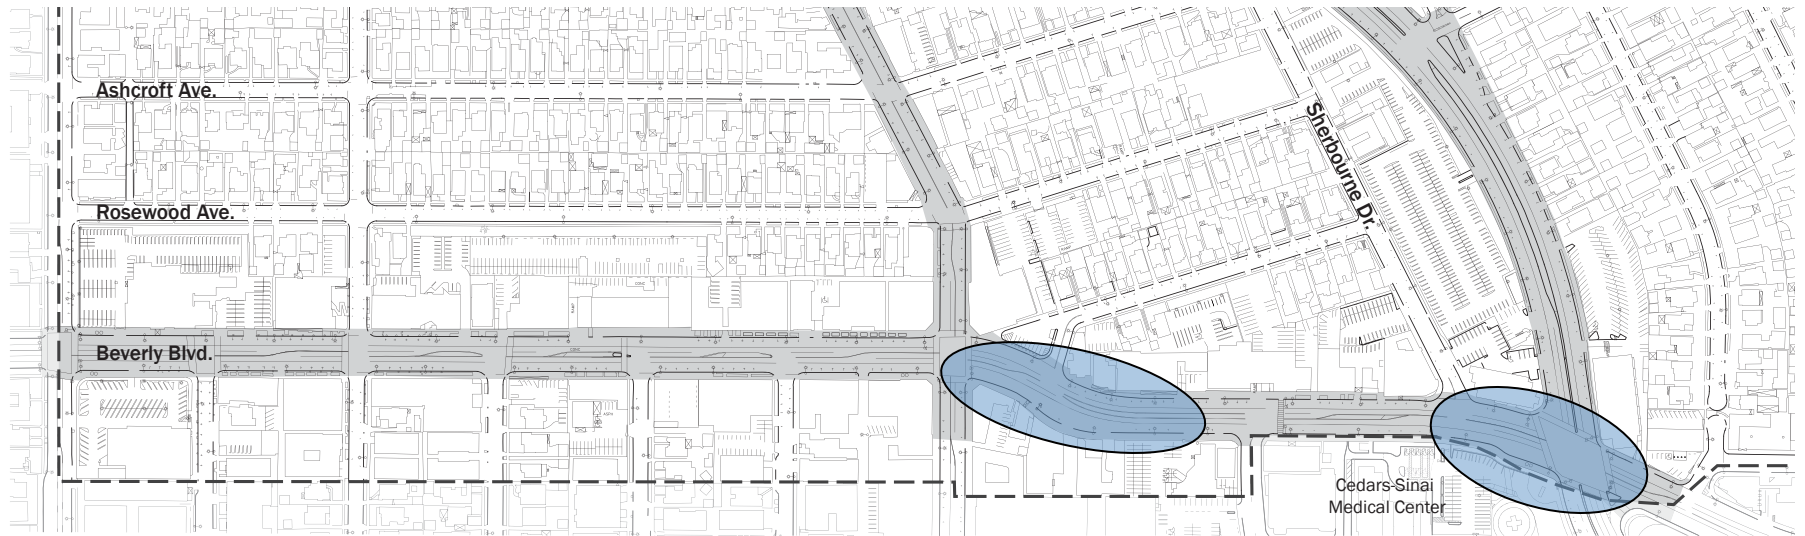 Ashcroft Ave.
Sherbourne Dr.
Rosewood Ave.
Beverly Blvd.
Cedars-Sinai
Medical Center